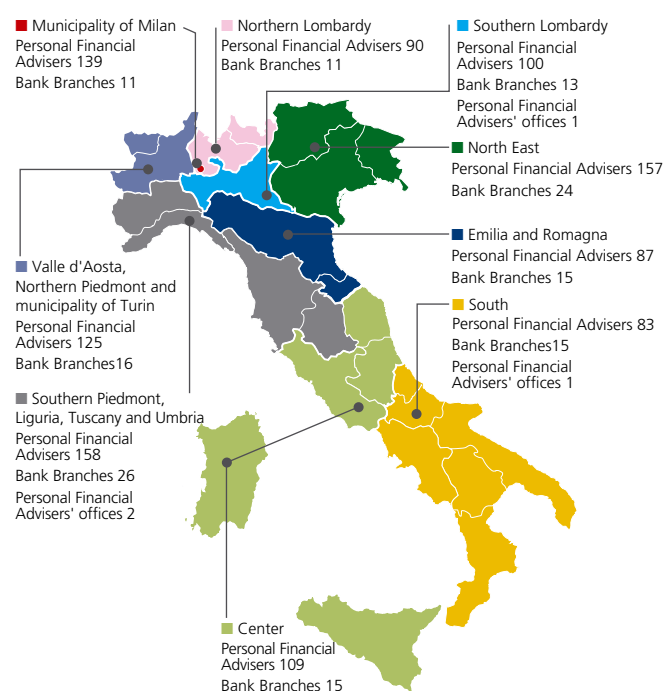 Municipality of Milan
Personal Financial
Advisers 139
Bank Branches 11
Northern Lombardy
Personal Financial Advisers 90
Bank Branches 11
Southern Lombardy
Personal Financial
Advisers 100
Bank Branches 13
Personal Financial
Advisers' offices 1
North East
Personal Financial Advisers 157
Bank Branches 24
Emilia and Romagna
Personal Financial Advisers 87
Bank Branches 15
South
Personal Financial Advisers 83
Bank Branches15
Personal Financial
Advisers' offices 1
Valle d'Aosta,
Northern Piedmont and
municipality of Turin
Personal Financial
Advisers 125
Bank Branches16
Southern Piedmont,
Liguria, Tuscany and Umbria
Personal Financial
Advisers 158
Bank Branches 26
Personal Financial
Advisers' offices 2
Center
Personal Financial
Advisers 109
Bank Branches 15